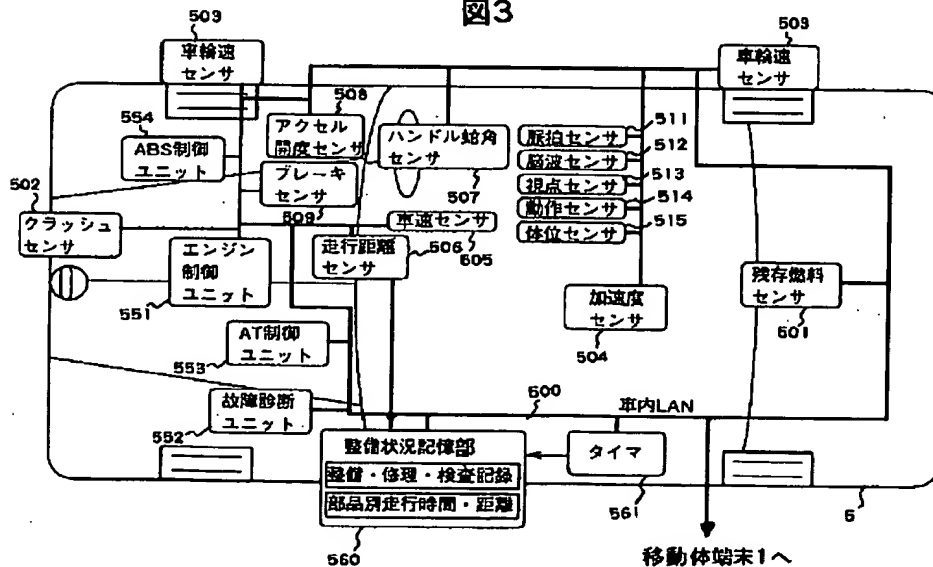 図3
503
車輪速
センサ
503
車輪速
センサ
508
アクセル
開度センサ
ハンドル蛇角
センサ
507
554
ABS制御
ユニット
ブレーキ
センサ
509
502
クラッシュ
センサ
車速センサ
505
506
走行距離
センサ
エンジン
制御
ユニット
551
脈拍センサ
511
脳波センサ
512
視点センサ
513
動作センサ
514
体位センサ
515
加速度
センサ
504
残存燃料
センサ
501
AT制御
ユニット
553
故障診断
ユニット
552
500
車内LAN
整備状況記憶部
整備・修理・検査記録
部品別走行時間・距離
560
タイマ
561
6
移動体端末1へ